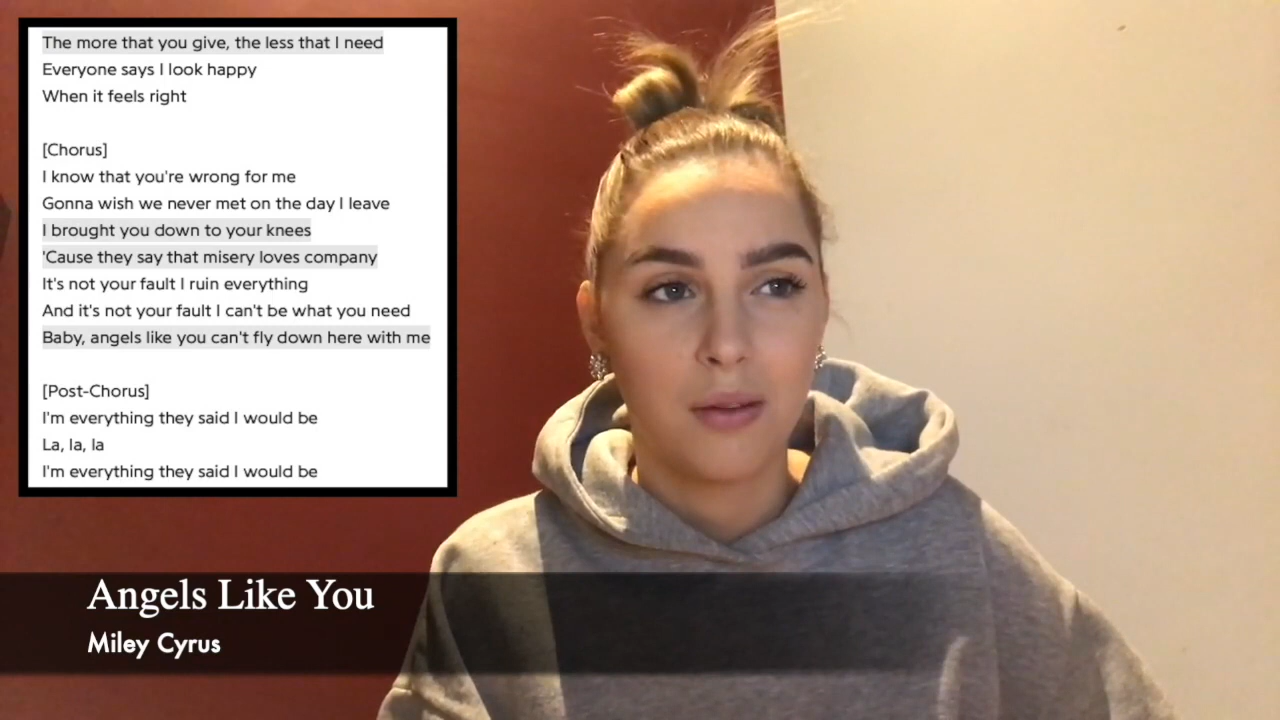 The more that you give, the less that I need
Everyone says I look happy
When it feels right
[Chorus]
I know that you're wrong for me
Gonna wish we never met on the day I leave
I brought you down to your knees
'Cause they say that misery loves company
It's not your fault I ruin everything
And it's not your fault I can't be what you need
Baby, angels like you can't fly down here with me
[Post-Chorus]
I'm everything they said I would be
La, la, la
I'm everything they said I would be
Angels Like You
Miley Cyrus